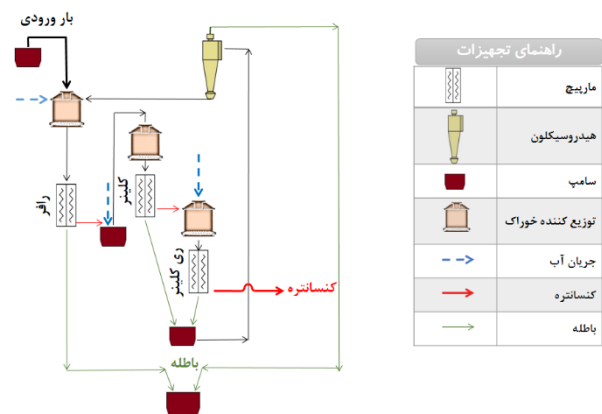 بار ورودی
رافر
کلینر
ری کلینر
کنسانتره
باطله
راهنمای تجهیزات
مارپیچ
هیدروسیکلون
سامپ
توزیع کننده خوراک
جریان آب
کنسانتره
باطله